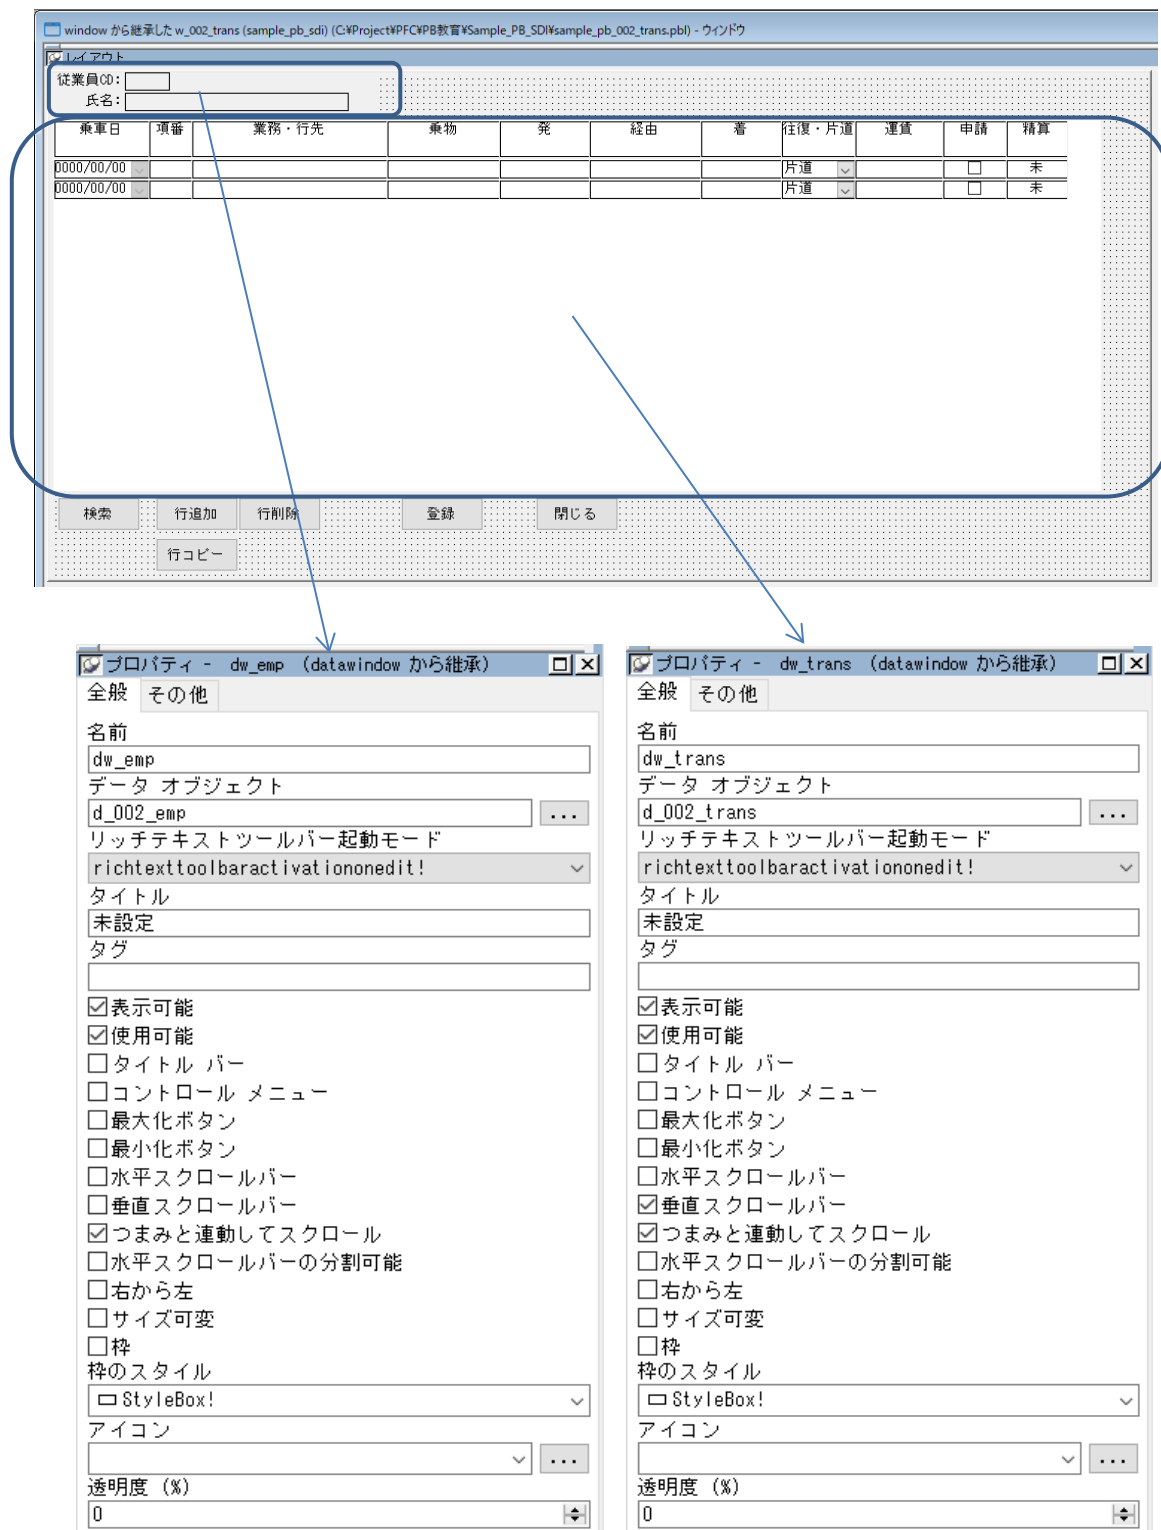 window から継承した w_002_trans (sample_pb_sdi) (C:¥Project¥PFC¥PB教育¥Sample_PB_SDI¥sample_pb_002_trans.pbl) - ウィンドウ
レイアウト
従業員CD:
氏名:
乗車日 項番 業務・行先 乗物 発 経由 着 往復・片道 運賃 申請 精算
0000/00/00 片道 未
0000/00/00 片道 未
検索 行追加 行削除 登録 閉じる
行コピー
プロパティ - dw_emp (datawindow から継承)
全般 その他
名前
dw_emp
データ オブジェクト
d_002_emp ...
リッチテキストツールバー起動モード
richtexttoolbaractivationonedit!
タイトル
未設定
タグ
表示可能
使用可能
タイトル バー
コントロール メニュー
最大化ボタン
最小化ボタン
水平スクロールバー
垂直スクロールバー
つまみと連動してスクロール
水平スクロールバーの分割可能
右から左
サイズ可変
枠
枠のスタイル
StyleBox!
アイコン
...
透明度 (%)
0
プロパティ - dw_trans (datawindow から継承)
全般 その他
名前
dw_trans
データ オブジェクト
d_002_trans ...
リッチテキストツールバー起動モード
richtexttoolbaractivationonedit!
タイトル
未設定
タグ
表示可能
使用可能
タイトル バー
コントロール メニュー
最大化ボタン
最小化ボタン
水平スクロールバー
垂直スクロールバー
つまみと連動してスクロール
水平スクロールバーの分割可能
右から左
サイズ可変
枠
枠のスタイル
StyleBox!
アイコン
...
透明度 (%)
0